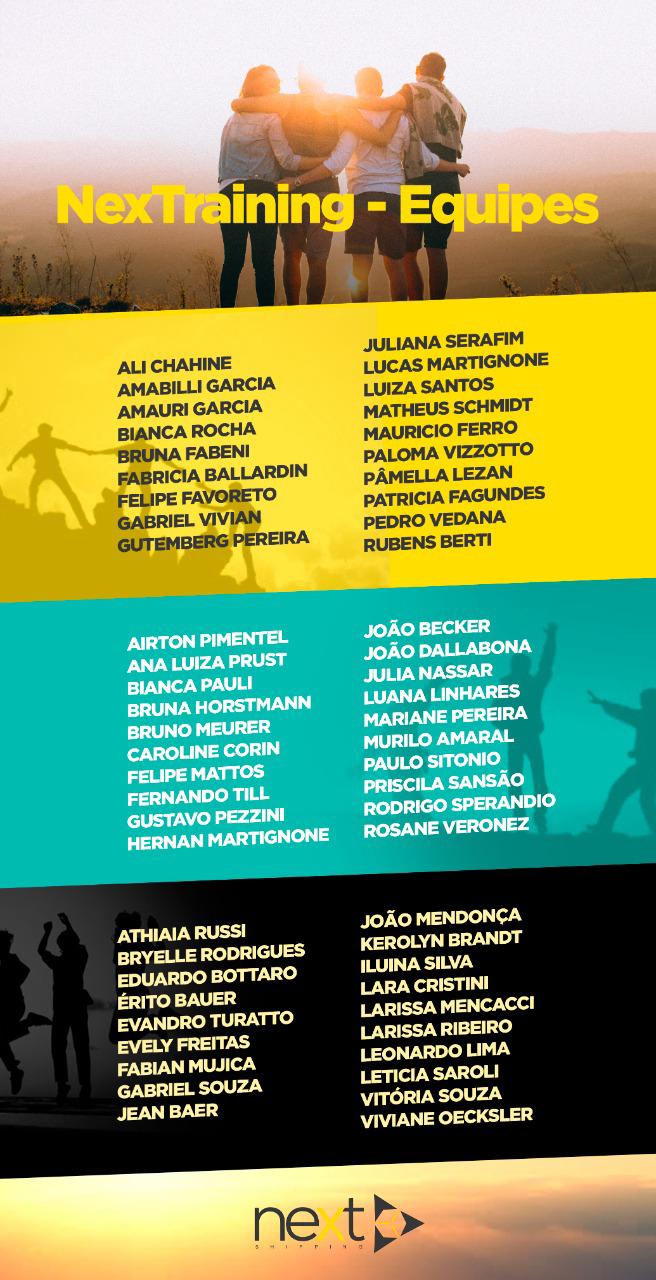 NexTraining - Equipes
ALI CHAHINE
AMABILLI GARCIA
AMAURI GARCIA
BIANCA ROCHA
BRUNA FABENI
FABRICIA BALLARDIN
FELIPE FAVORETO
GABRIEL VIVIAN
GUTEMBERG PEREIRA
JULIANA SERAFIM
LUCAS MARTIGNONE
LUIZA SANTOS
MATHEUS SCHMIDT
MAURICIO FERRO
PALOMA VIZZOTTO
PÂMELLA LEZAN
PATRICIA FAGUNDES
PEDRO VEDANA
RUBENS BERTI
AIRTON PIMENTEL
ANA LUIZA PRUST
BIANCA PAULI
BRUNA HORSTMANN
BRUNO MEURER
CAROLINE CORIN
FELIPE MATTOS
FERNANDO TILL
GUSTAVO PEZZINI
HERNAN MARTIGNONE
JOÃO BECKER
JOÃO DALLABONA
JULIA NASSAR
LUANA LINHARES
MARIANE PEREIRA
MURILO AMARAL
PAULO SITONIO
PRISCILA SANSÃO
RODRIGO SPERANDIO
ROSANE VERONEZ
ATHIAIA RUSSI
BRYELLE RODRIGUES
EDUARDO BOTTARO
ÉRITO BAUER
EVANDRO TURATTO
EVELY FREITAS
FABIAN MUJICA
GABRIEL SOUZA
JEAN BAER
JOÃO MENDONÇA
KEROLYN BRANDT
ILUINA SILVA
LARA CRISTINI
LARISSA MENCACCI
LARISSA RIBEIRO
LEONARDO LIMA
LETICIA SAROLI
VITÓRIA SOUZA
VIVIANE OECKSLER
next
SHIPPING